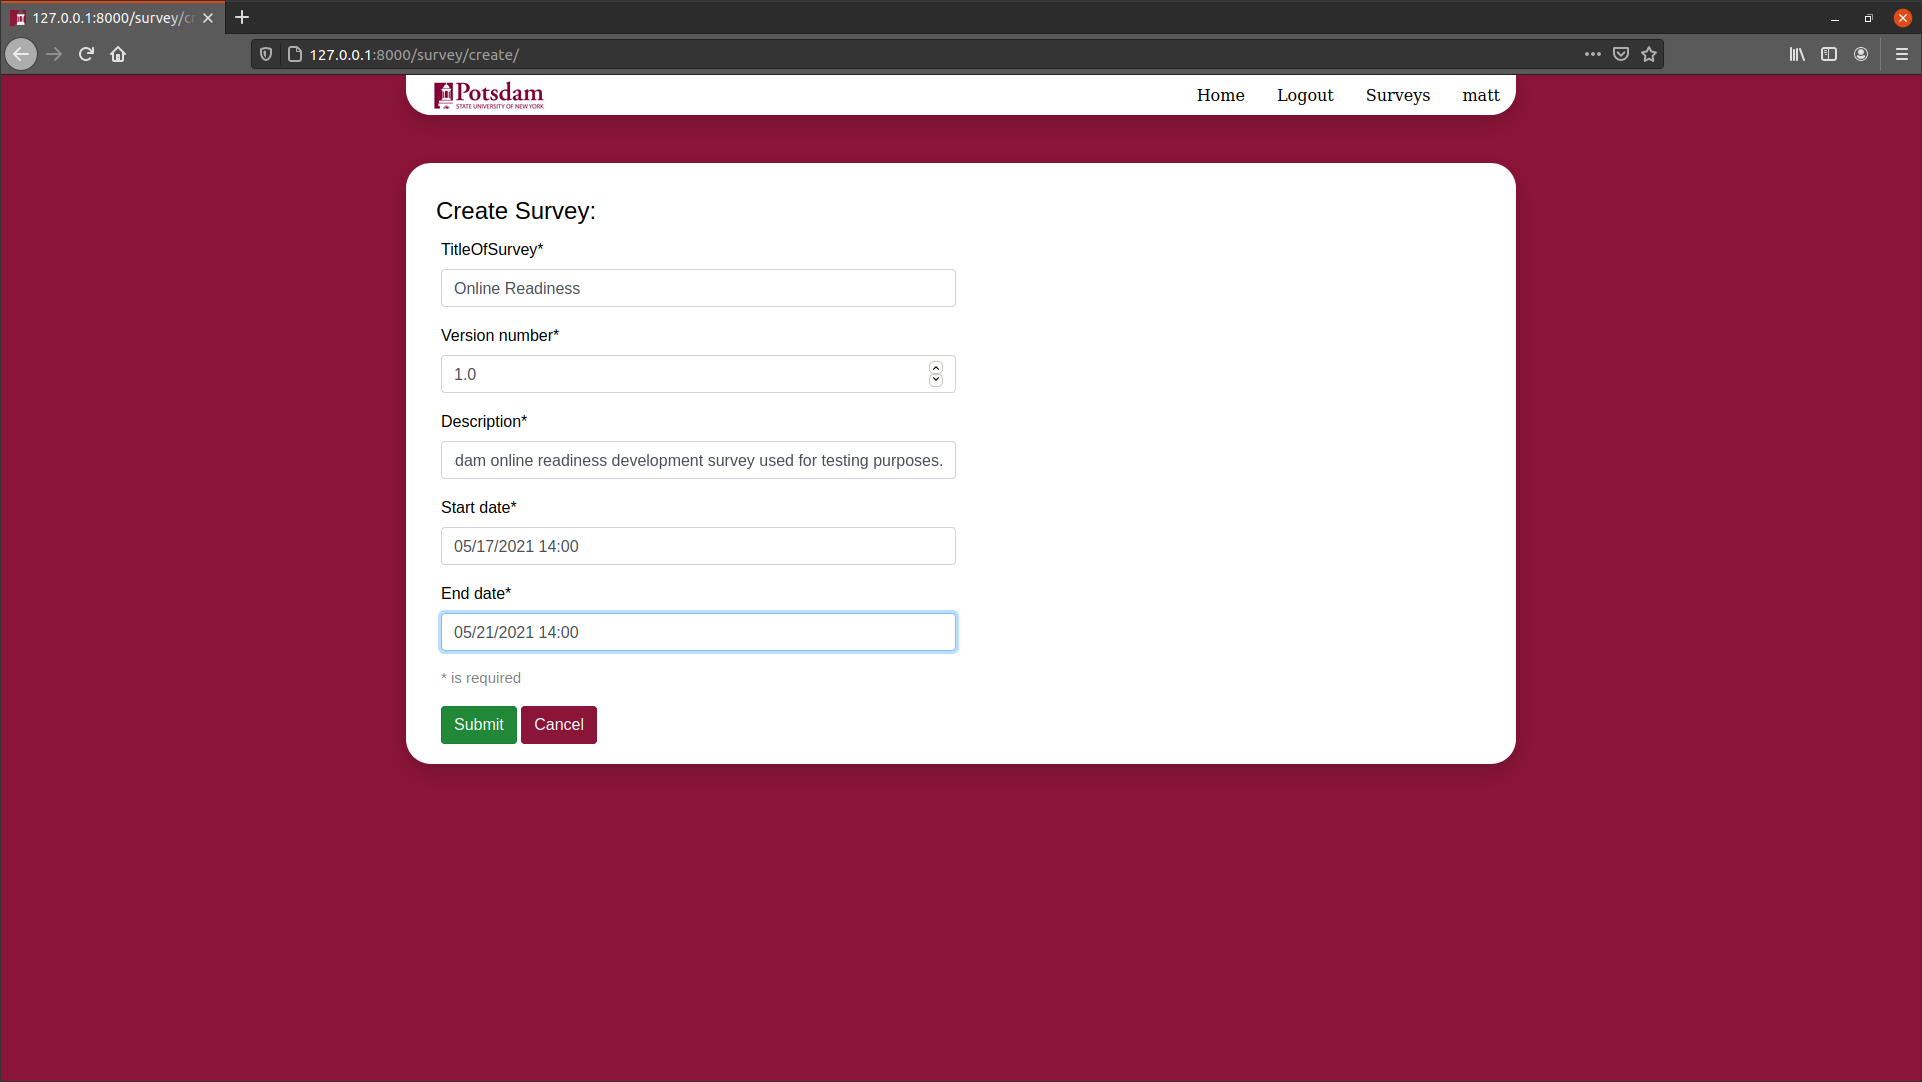 127.0.0.1:8000/survey/cr
127.0.0.1:8000/survey/create/
Potsdam
STATE UNIVERSITY OF NEW YORK
Home Logout Surveys matt
Create Survey:
TitleOfSurvey*
Online Readiness
Version number*
1.0
Description*
dam online readiness development survey used for testing purposes.
Start date*
05/17/2021 14:00
End date*
05/21/2021 14:00
* is required
Submit Cancel